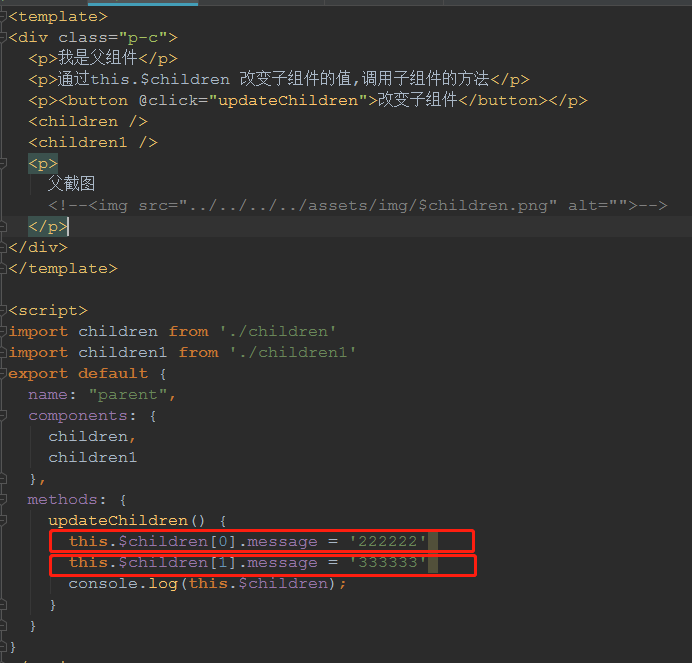 <template>
<div class="p-c">
<p>我是父组件</p>
<p>通过this.$children 改变子组件的值,调用子组件的方法</p>
<p><button @click="updateChildren">改变子组件</button></p>
<children />
<children1 />
<p>
父截图
<!--<img src="../../../../assets/img/$children.png" alt="">-->
</p>
</div>
</template>
<script>
import children from './children'
import children1 from './children1'
export default {
name: "parent",
components: {
children,
children1
},
methods: {
updateChildren() {
this.$children[0].message = '222222'
this.$children[1].message = '333333'
console.log(this.$children);
}
}
}